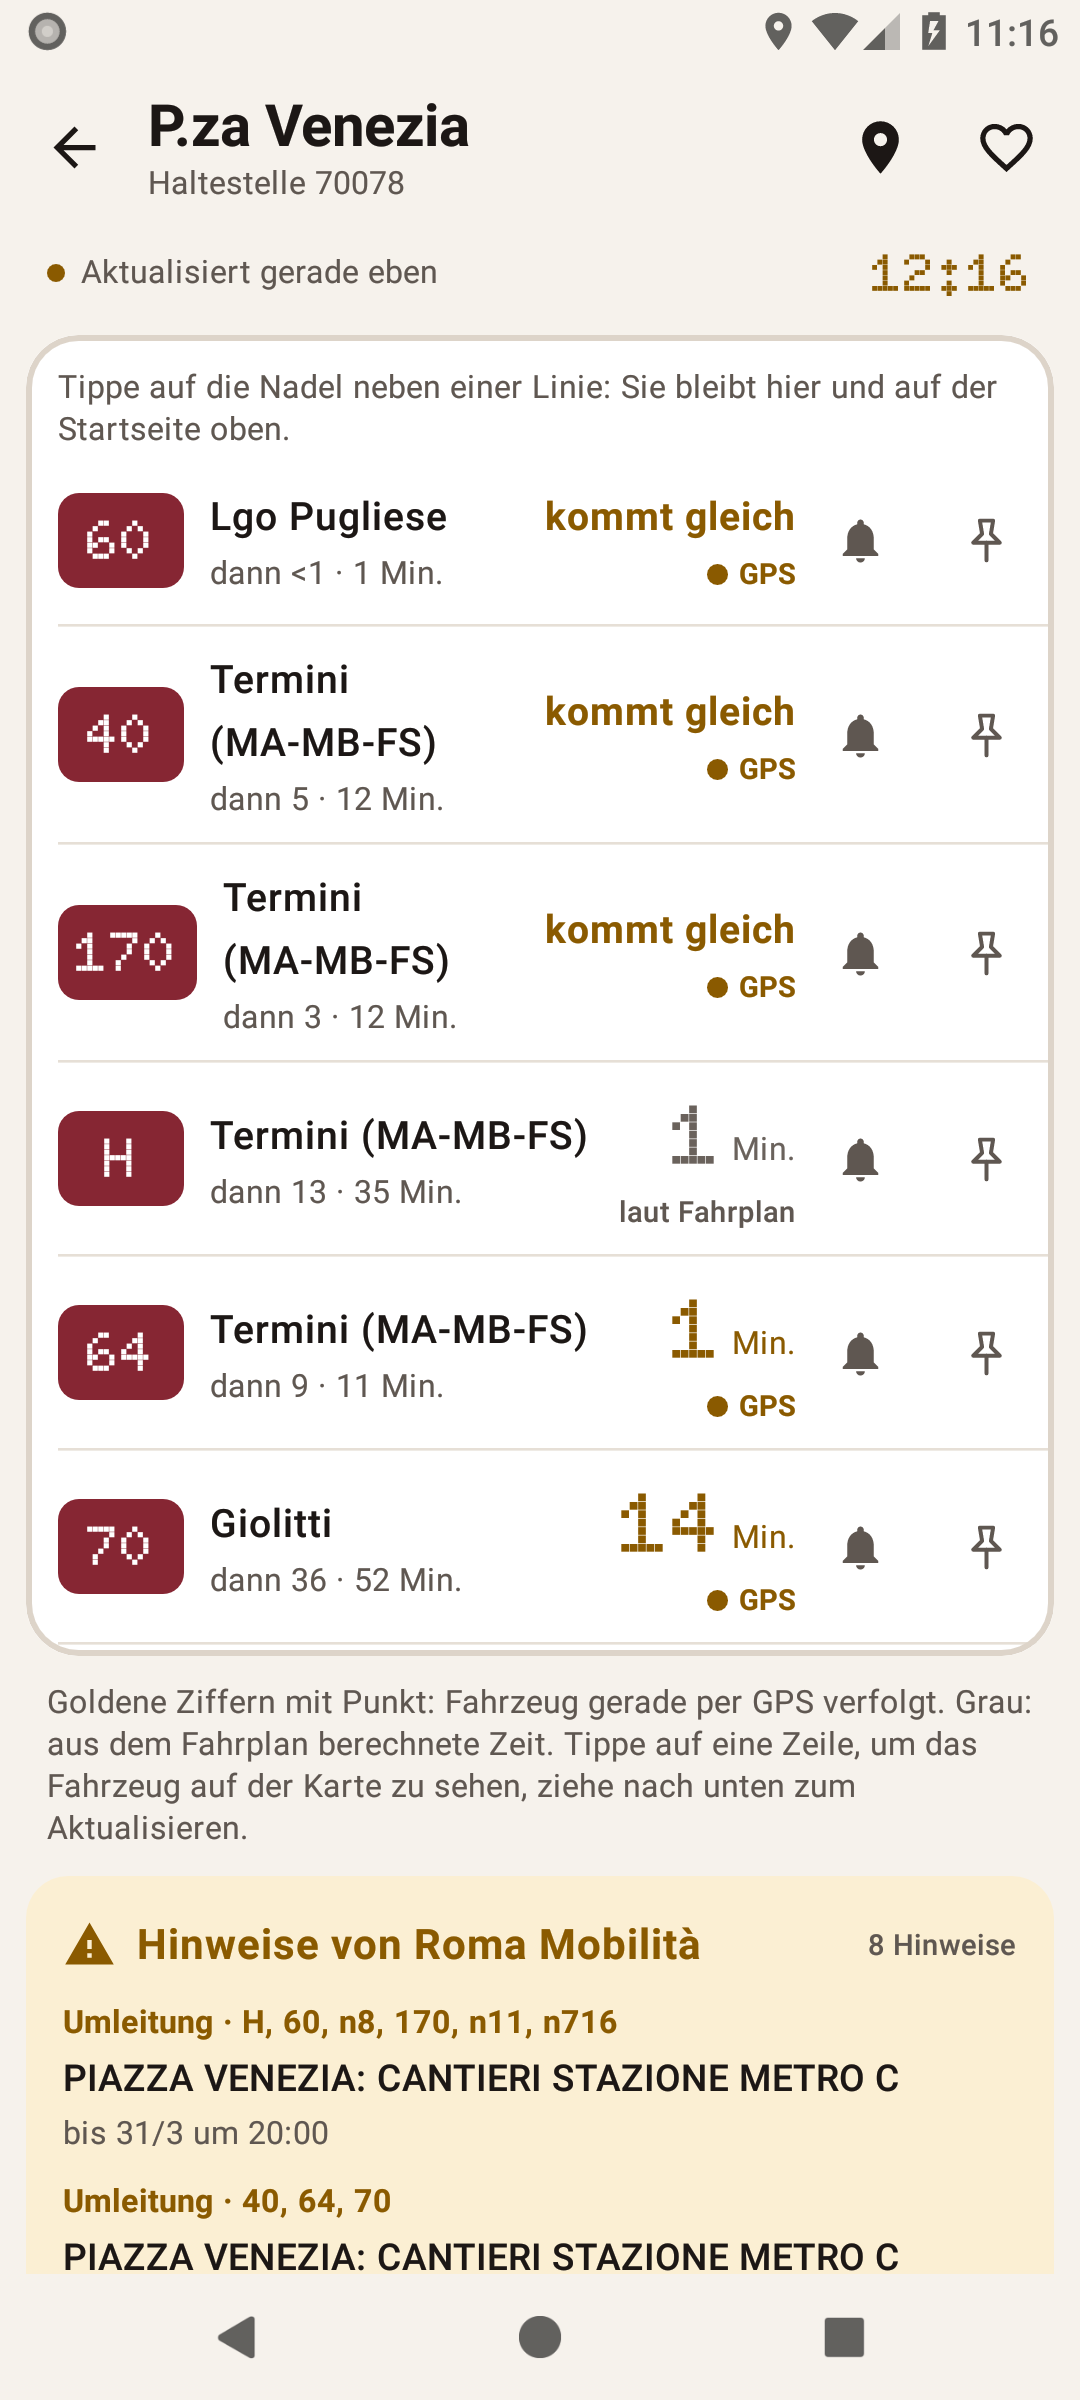 11:16
P.za Venezia
Haltestelle 70078
Aktualisiert gerade eben
12:16
Tippe auf die Nadel neben einer Linie: Sie bleibt hier und auf der
Startseite oben.
60
Lgo Pugliese
kommt gleich
dann <1 · 1 Min.
GPS
40
Termini
(MA-MB-FS)
kommt gleich
dann 5 · 12 Min.
GPS
170
Termini
(MA-MB-FS)
kommt gleich
dann 3 · 12 Min.
GPS
H
Termini (MA-MB-FS)
1 Min.
dann 13 · 35 Min.
laut Fahrplan
64
Termini (MA-MB-FS)
1 Min.
dann 9 · 11 Min.
GPS
70
Giolitti
14 Min.
dann 36 · 52 Min.
GPS
Goldene Ziffern mit Punkt: Fahrzeug gerade per GPS verfolgt. Grau:
aus dem Fahrplan berechnete Zeit. Tippe auf eine Zeile, um das
Fahrzeug auf der Karte zu sehen, ziehe nach unten zum
Aktualisieren.
Hinweise von Roma Mobilità
8 Hinweise
Umleitung · H, 60, n8, 170, n11, n716
PIAZZA VENEZIA: CANTIERI STAZIONE METRO C
bis 31/3 um 20:00
Umleitung · 40, 64, 70
PIAZZA VENEZIA: CANTIERI STAZIONE METRO C